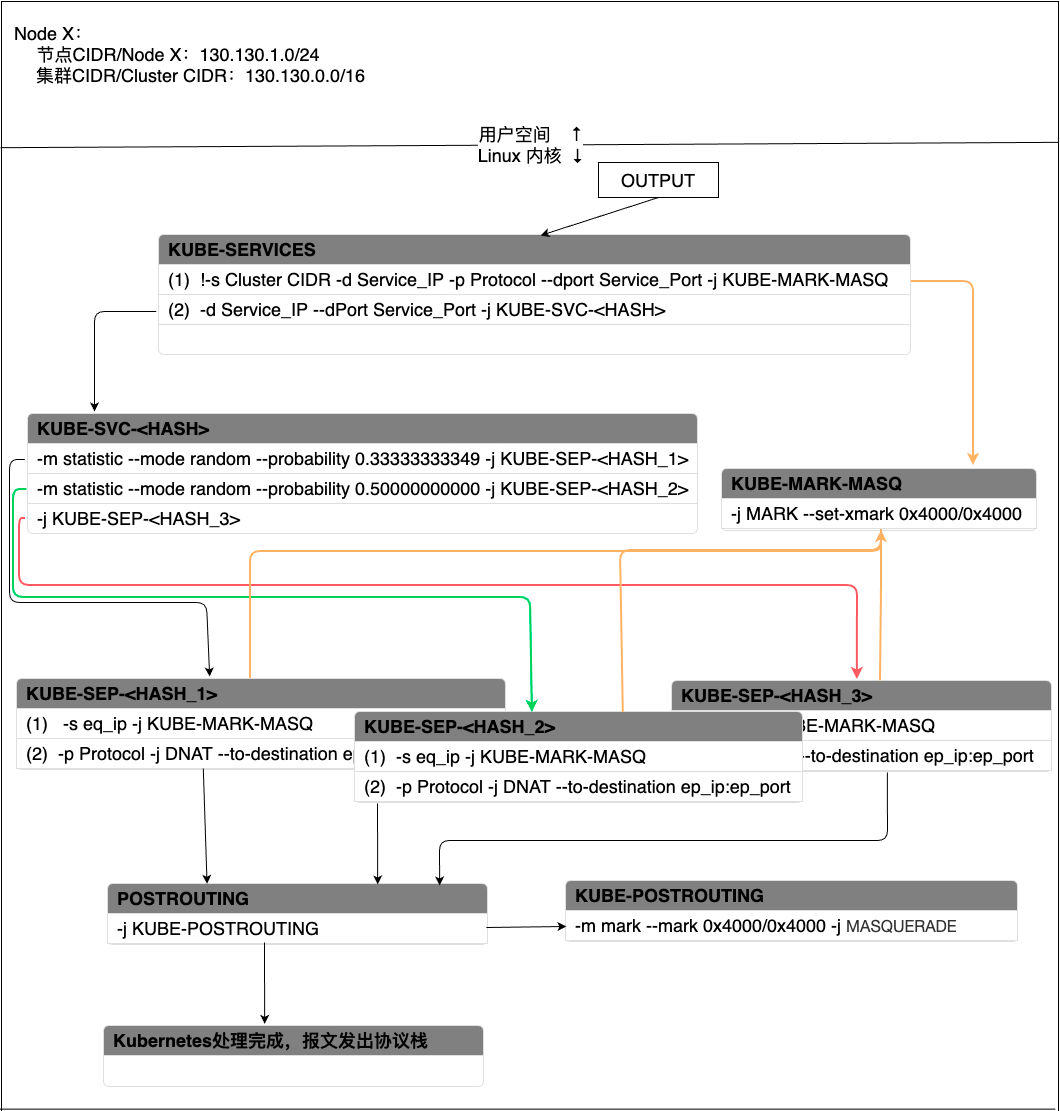 Node X：
节点CIDR/Node X：130.130.1.0/24
集群CIDR/Cluster CIDR：130.130.0.0/16
用户空间 ↑
Linux 内核 ↓
OUTPUT
KUBE-SERVICES
(1) !-s Cluster CIDR -d Service_IP -p Protocol --dport Service_Port -j KUBE-MARK-MASQ
(2) -d Service_IP --dPort Service_Port -j KUBE-SVC-<HASH>
KUBE-SVC-<HASH>
-m statistic --mode random --probability 0.33333333349 -j KUBE-SEP-<HASH_1>
-m statistic --mode random --probability 0.50000000000 -j KUBE-SEP-<HASH_2>
-j KUBE-SEP-<HASH_3>
KUBE-MARK-MASQ
-j MARK --set-xmark 0x4000/0x4000
KUBE-SEP-<HASH_1>
(1) -s eq_ip -j KUBE-MARK-MASQ
(2) -p Protocol -j DNAT --to-destination
KUBE-SEP-<HASH_2>
(1) -s eq_ip -j KUBE-MARK-MASQ
(2) -p Protocol -j DNAT --to-destination ep_ip:ep_port
KUBE-SEP-<HASH_3>
BE-MARK-MASQ
--to-destination ep_ip:ep_port
POSTROUTING
-j KUBE-POSTROUTING
KUBE-POSTROUTING
-m mark --mark 0x4000/0x4000 -j MASQUERADE
Kubernetes处理完成，报文发出协议栈